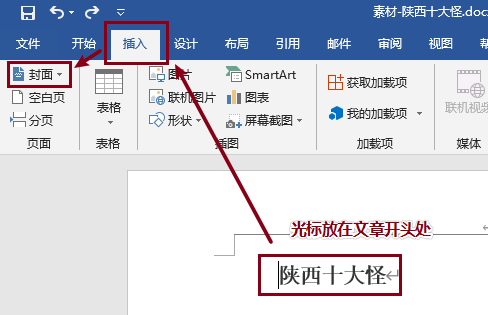 素材-陕西十大怪.doc
文件 开始 插入 设计 布局 引用 邮件 审阅 视图
封面 图片 SmartArt 获取加载项
空白页 表格 联机图片 图表 我的加载项 联机视频
分页 形状 屏幕截图
页面 表格 插图 加载项 媒体
光标放在文章开头处
陕西十大怪